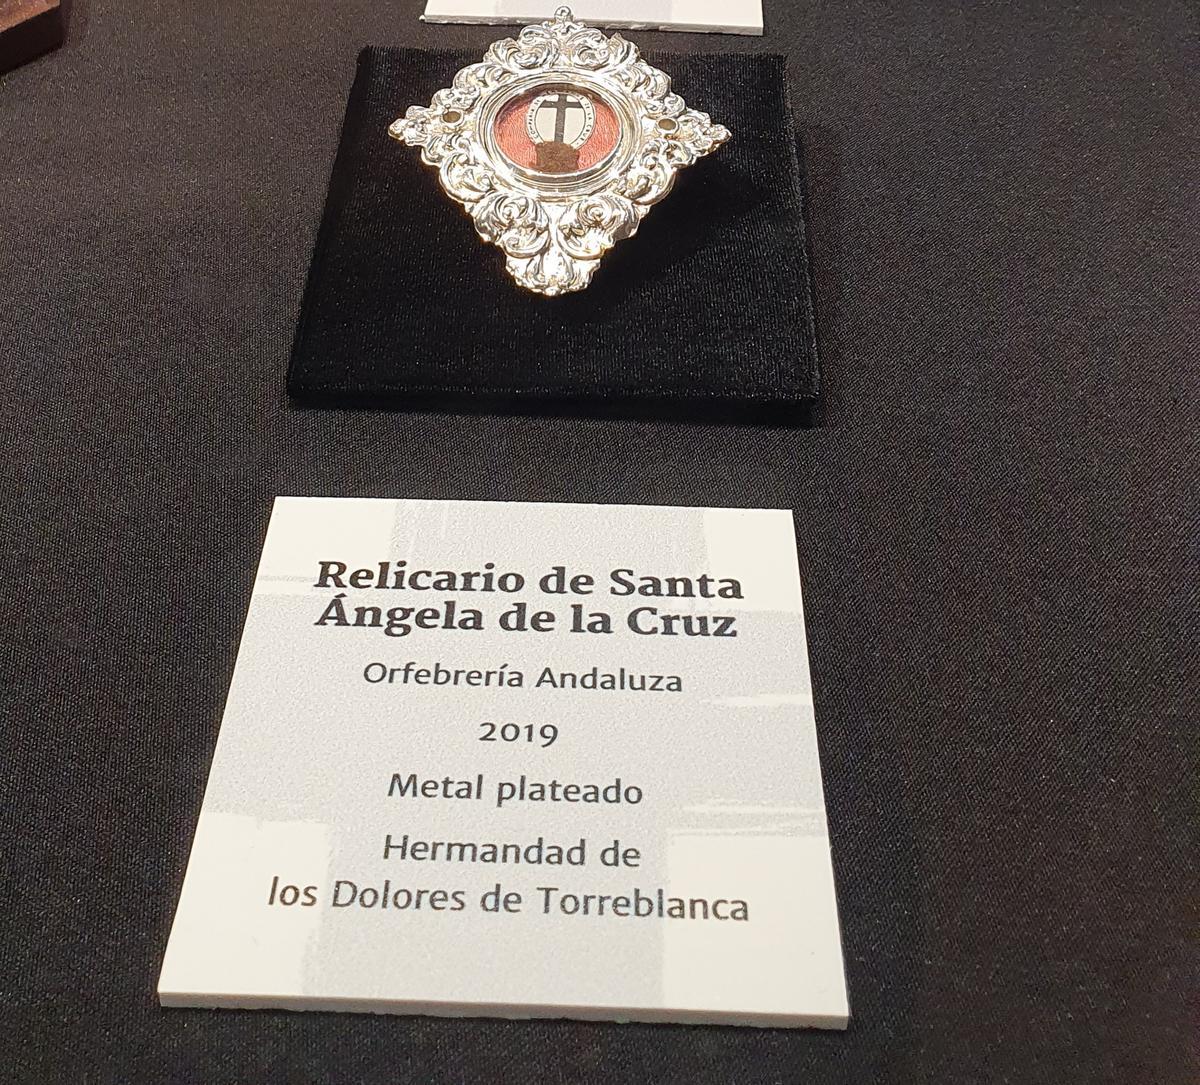 Relicario de Santa
Ángela de la Cruz
Orfebrería Andaluza
2019
Metal plateado
Hermandad de
los Dolores de Torreblanca